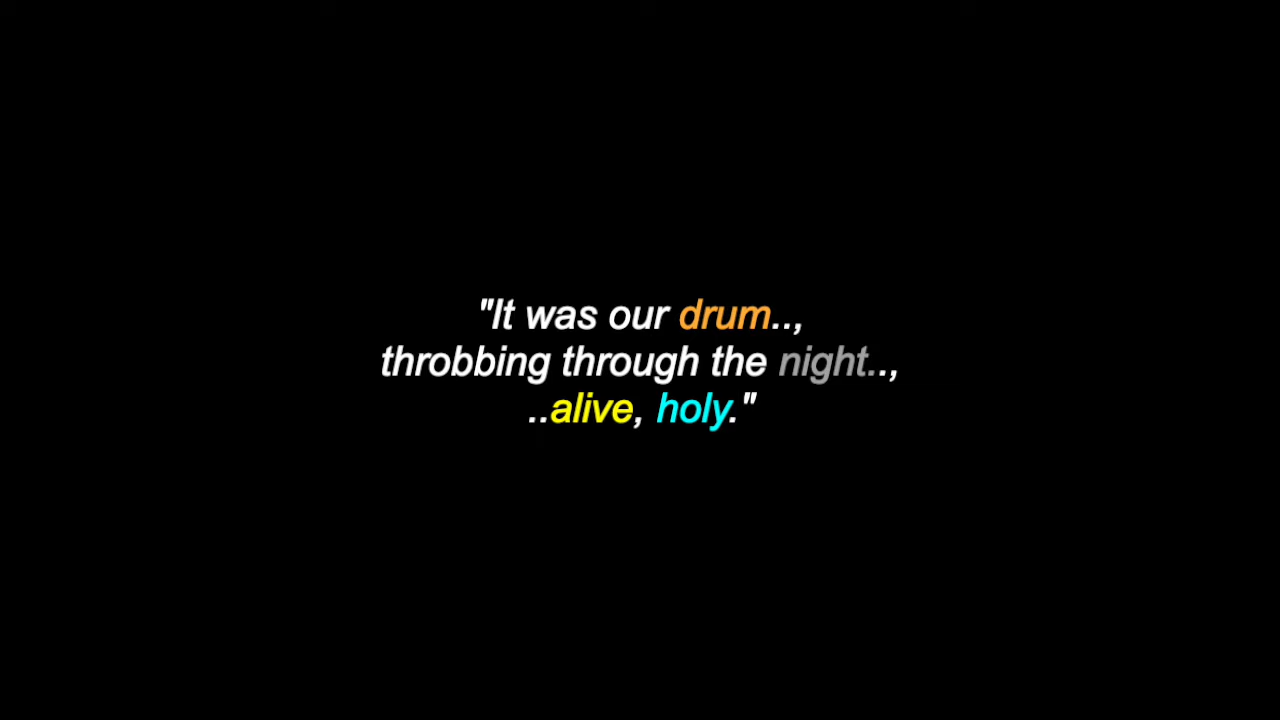 "It was our drum..,
throbbing through the night..,
..alive, holy."